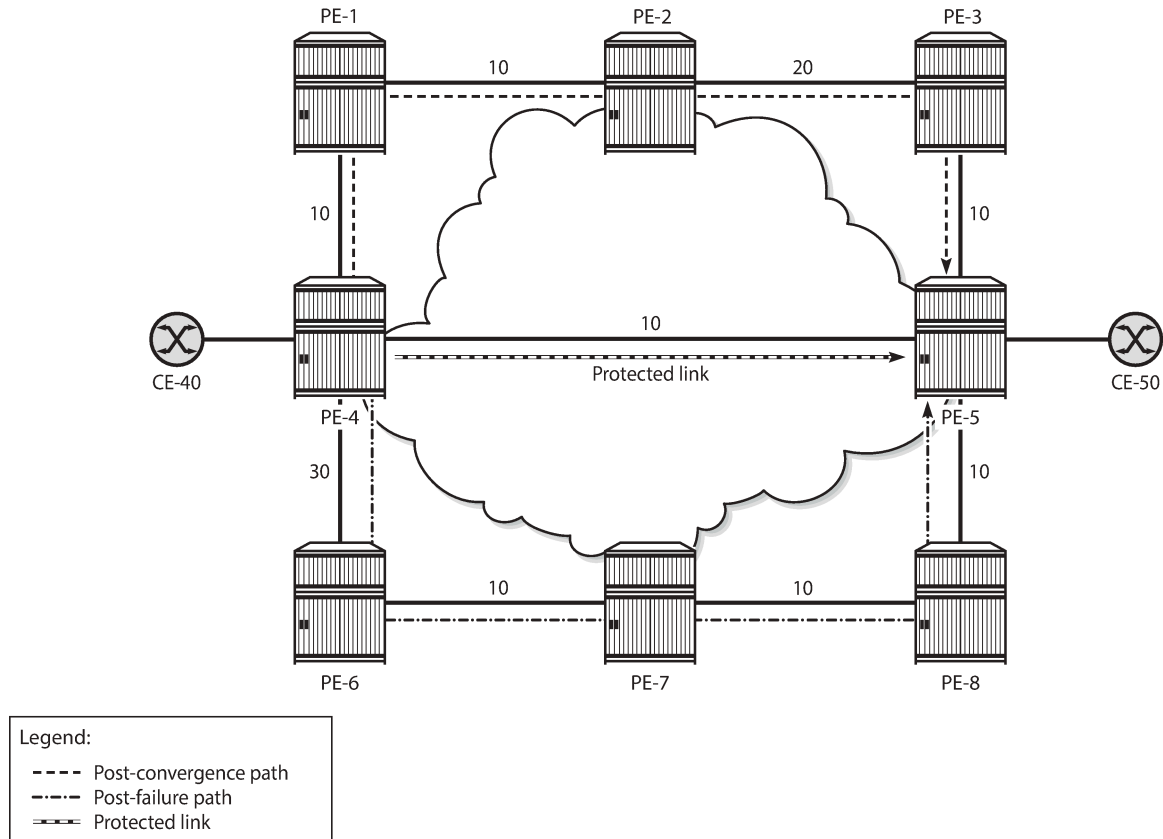 PE-1
PE-2
PE-3
10
20
10
10
10
CE-40
Protected link
CE-50
PE-4
PE-5
30
10
10
10
PE-6
PE-7
PE-8
Legend:
Post-convergence path
Post-failure path
Protected link